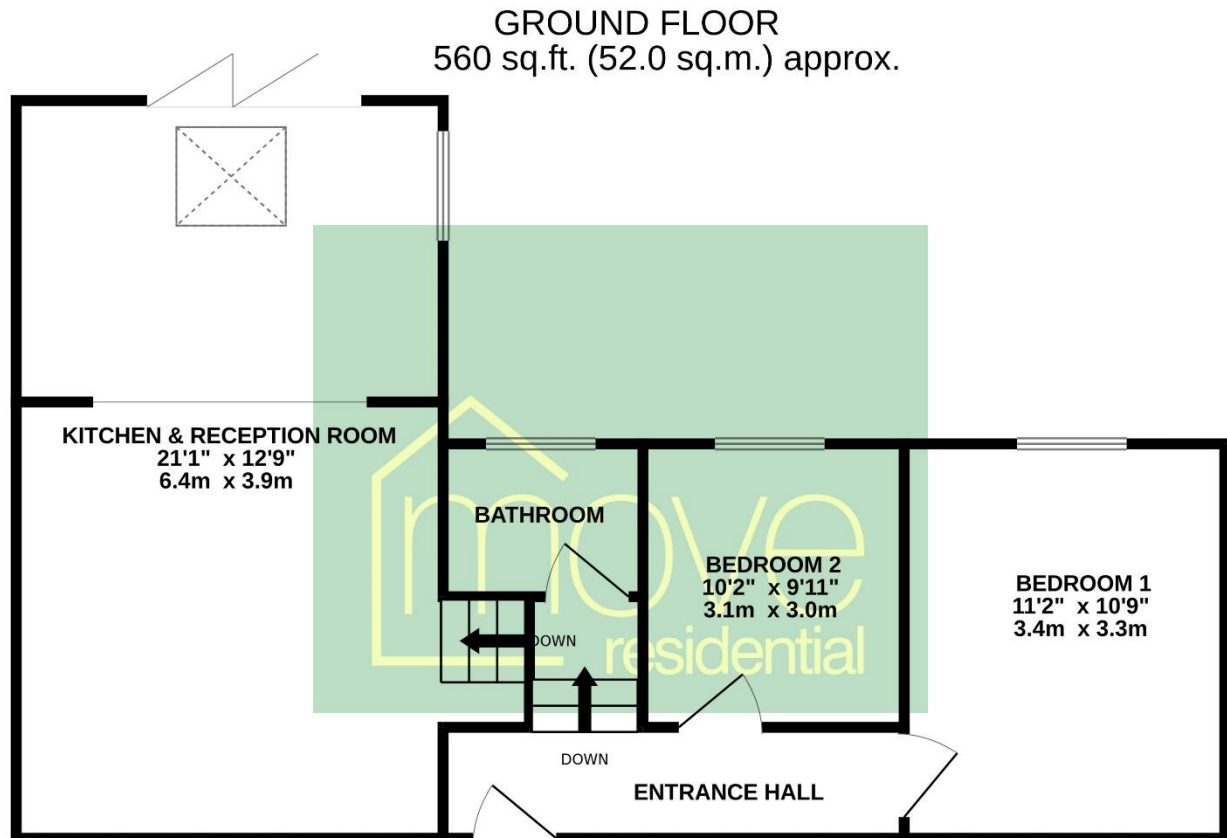 GROUND FLOOR
560 sq.ft. (52.0 sq.m.) approx.
KITCHEN & RECEPTION ROOM
21'1" x 12'9"
6.4m x 3.9m
BATHROOM
BEDROOM 2
10'2" x 9'11"
3.1m x 3.0m
BEDROOM 1
11'2" x 10'9"
3.4m x 3.3m
move
residential
DOWN
DOWN
ENTRANCE HALL